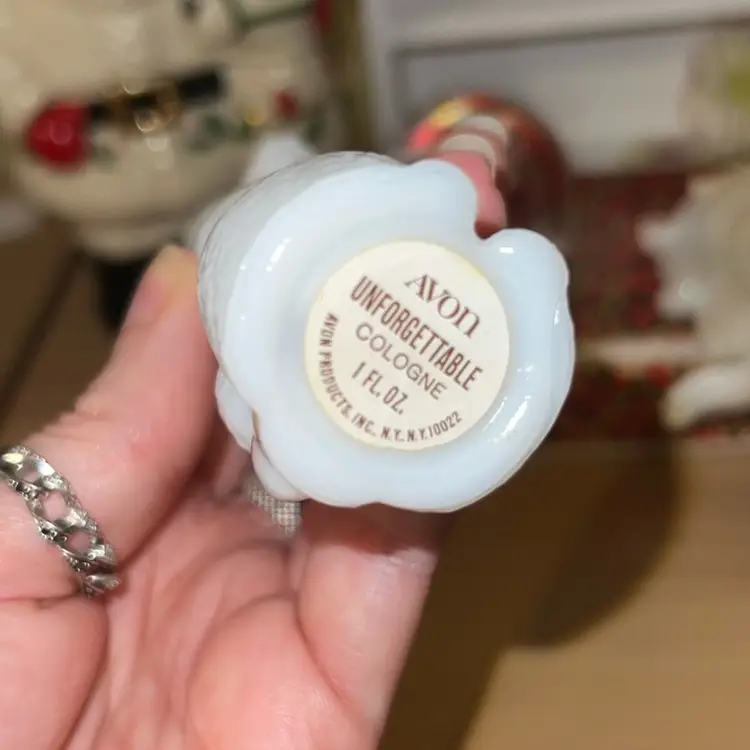 AVON
UNFORGETTABLE
COLOGNE
1 FL. OZ.
AVON PRODUCTS, INC., N.Y., N.Y. 10022